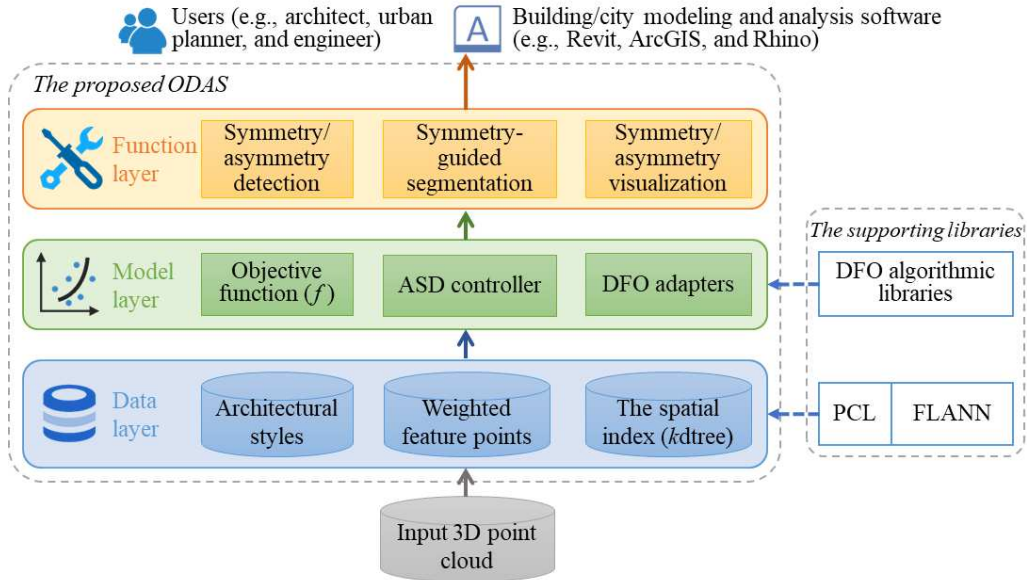 Users (e.g., architect, urban
planner, and engineer)
A
Building/city modeling and analysis software
(e.g., Revit, ArcGIS, and Rhino)
The proposed ODAS
Function
layer
Symmetry/
asymmetry
detection
Symmetry-
guided
segmentation
Symmetry/
asymmetry
visualization
The supporting libraries
Model
layer
Objective
function (f)
ASD controller
DFO adapters
DFO algorithmic
libraries
Data
layer
Architectural
styles
Weighted
feature points
The spatial
index (kdtree)
PCL
FLANN
Input 3D point
cloud